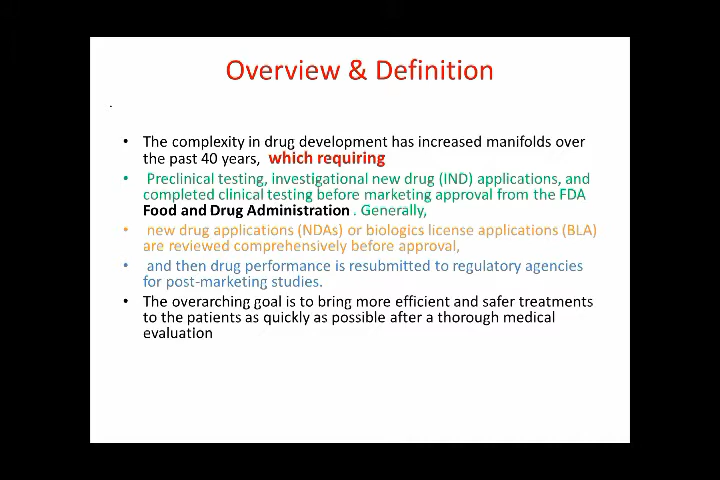 Overview & Definition
.
• The complexity in drug development has increased manifolds over
the past 40 years, which requiring
• Preclinical testing, investigational new drug (IND) applications, and
completed clinical testing before marketing approval from the FDA
Food and Drug Administration . Generally,
• new drug applications (NDAs) or biologics license applications (BLA)
are reviewed comprehensively before approval,
• and then drug performance is resubmitted to regulatory agencies
for post-marketing studies.
• The overarching goal is to bring more efficient and safer treatments
to the patients as quickly as possible after a thorough medical
evaluation